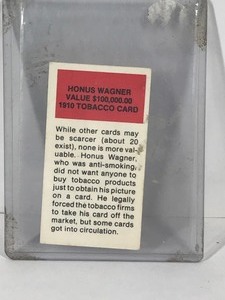 HONUS WAGNER
VALUE $100,000.00
1910 TOBACCO CARD
While other cards may
be scarcer (about 20
exist), none is more val-
uable. Honus Wagner,
who was anti-smoking,
did not want anyone to
buy tobacco products
just to obtain his picture
on a card. He legally
forced the tobacco firms
to take his card off the
market, but some cards
got into circulation.